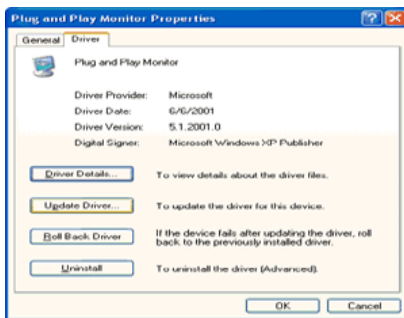 Plug and Play Monitor Properties
General Driver
Plug and Play Monitor
Driver Provider: Microsoft
Driver Date: 6/6/2001
Driver Version: 5.1.2001.0
Digital Signer: Microsoft Windows XP Publisher
Driver Details... To view details about the driver files.
Update Driver... To update the driver for this device.
Roll Back Driver If the device fails after updating the driver, roll
back to the previously installed driver.
Uninstall To uninstall the driver (Advanced).
OK Cancel